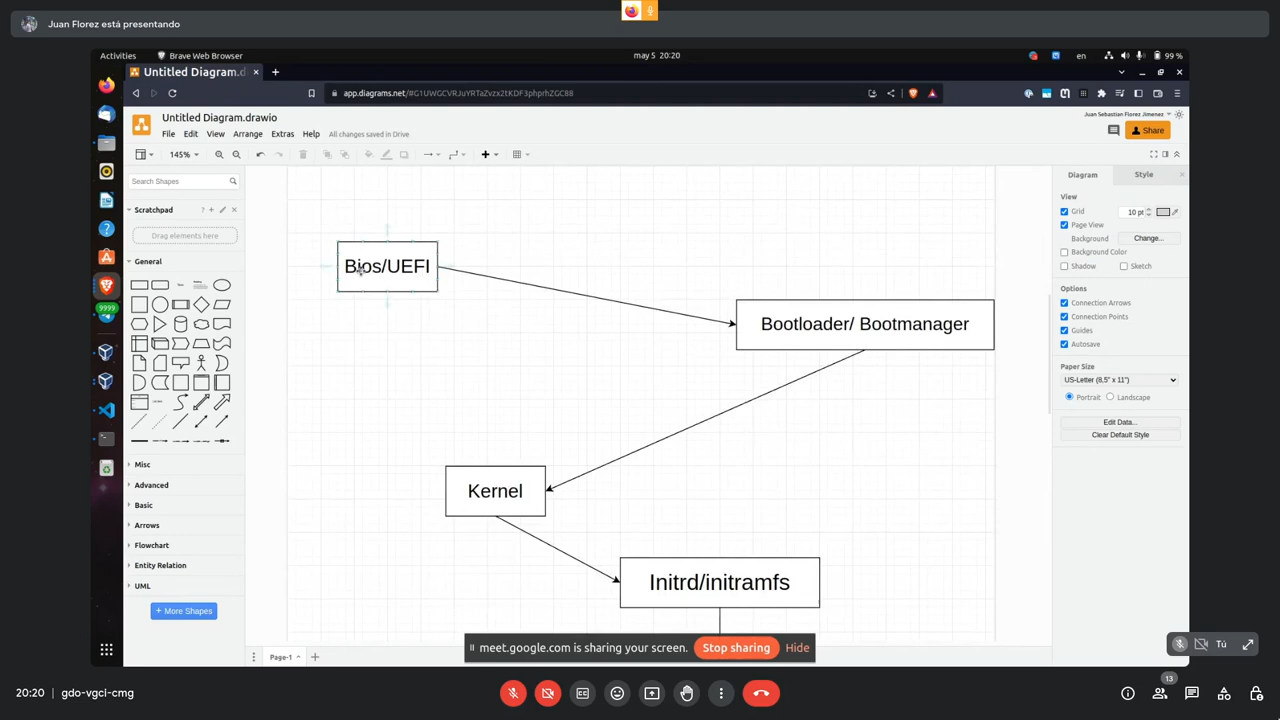 Juan Florez está presentando
Activities
Brave Web Browser
may 5 20:20
en
99 %
Untitled Diagram.d
app.diagrams.net/#G1UWGCVRJuYRTaZvzx2tKDF3phprhZGC88
Untitled Diagram.drawio
Juan Sebastian Florez Jimenez
File Edit View Arrange Extras Help All changes saved in Drive.
Share
145%
Search Shapes
Diagram Style
Scratchpad
Drag elements here
General
Text
View
Grid 10 pt
Page View
Background Change...
Background Color
Shadow Sketch
Options
Connection Arrows
Connection Points
Guides
Autosave
Paper Size
US-Letter (8,5" x 11")
Portrait Landscape
Edit Data...
Clear Default Style
Bios/UEFI
Bootloader/ Bootmanager
Kernel
Initrd/initramfs
9999
Misc
Advanced
Basic
Arrows
Flowchart
Entity Relation
UML
+ More Shapes
Page-1
meet.google.com is sharing your screen. Stop sharing Hide
Tú
20:20 gdo-vgci-cmg
13